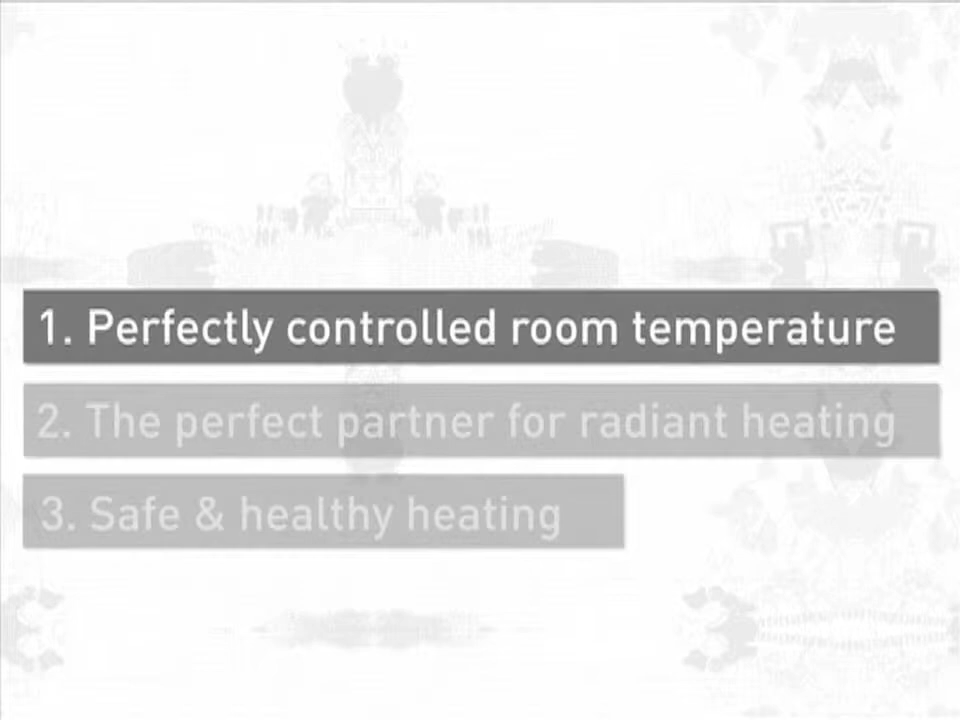 1. Perfectly controlled room temperature
2. The perfect partner for radiant heating
3. Safe & healthy heating